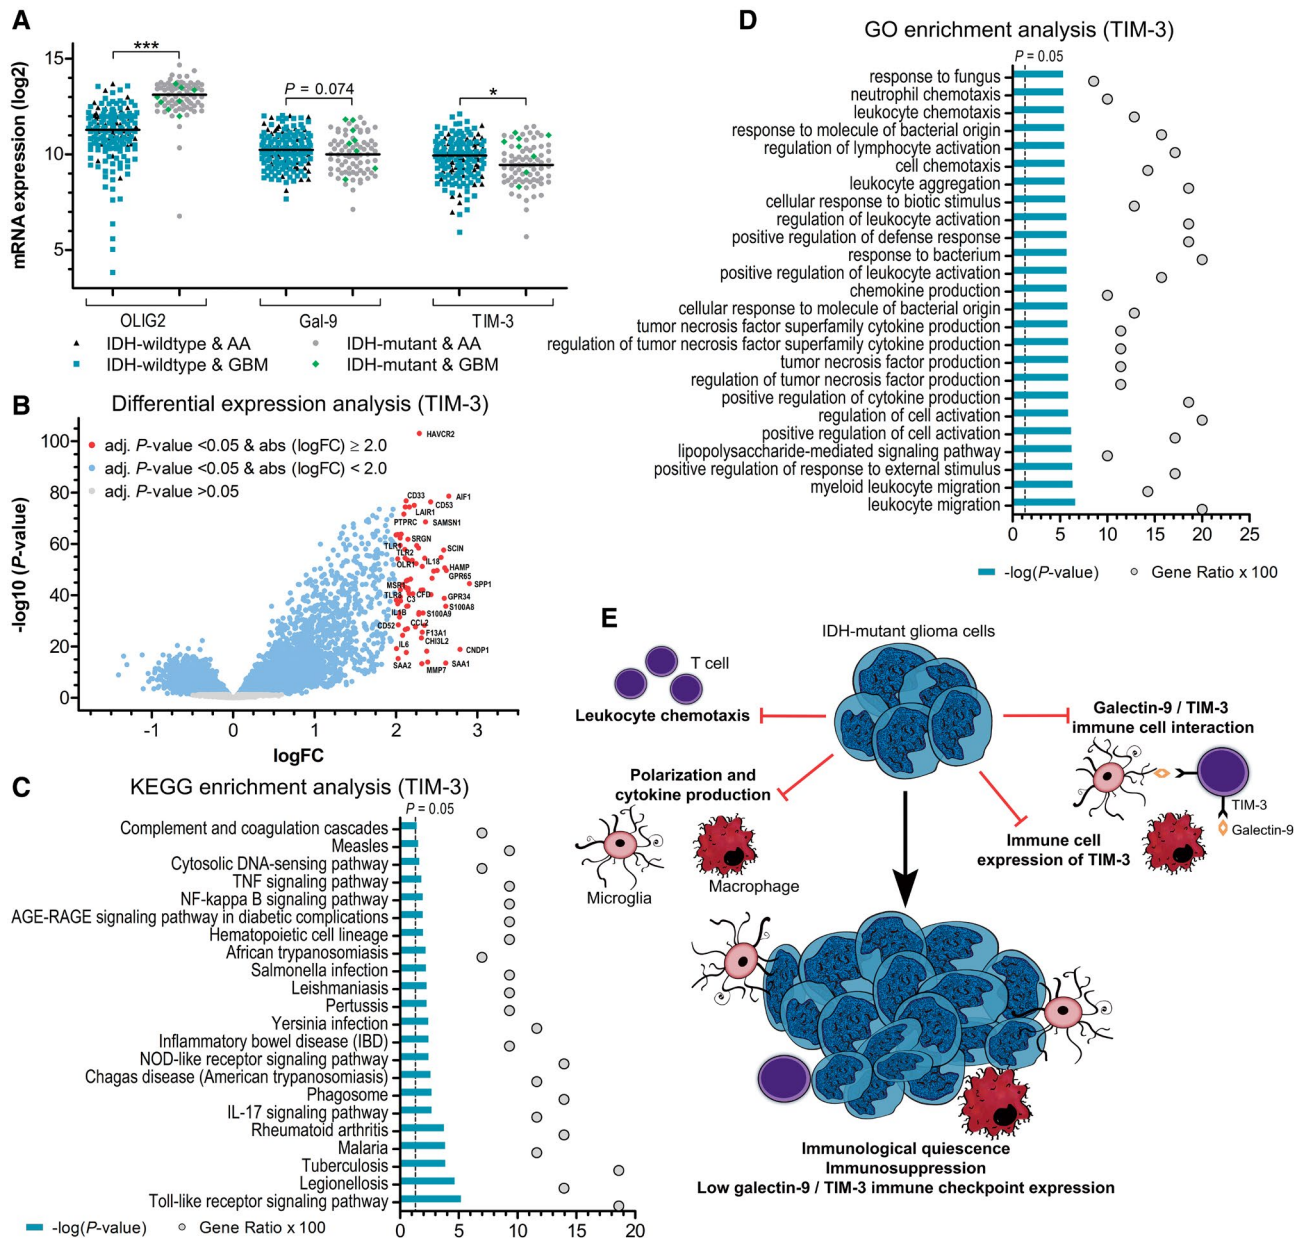 A
mRNA expression (log2)
15
10
5
***
P = 0.074
*
OLIG2
Gal-9
TIM-3
IDH-wildtype & AA
IDH-mutant & AA
IDH-wildtype & GBM
IDH-mutant & GBM
B
Differential expression analysis (TIM-3)
-log10 (P-value)
100
80
60
40
20
0
adj. P-value <0.05 & abs (logFC) ≥ 2.0
adj. P-value <0.05 & abs (logFC) < 2.0
adj. P-value >0.05
HAVCR2
CD33
AIF1
CD53
LAIR1
PTPRC
SAMSN1
SRGN
TLR1
TLR2
SCIN
OLR1
IL18
HAMP
GPR65
MSR1
SPP1
TLR8
C3
CFD
GPR34
S100A8
IL1B
S100A9
CD52
CCL2
F13A1
IL6
CHI3L2
CNDP1
SAA2
MMP7
SAA1
-1
0
1
2
3
logFC
C
KEGG enrichment analysis (TIM-3)
P = 0.05
Complement and coagulation cascades
Measles
Cytosolic DNA-sensing pathway
TNF signaling pathway
NF-kappa B signaling pathway
AGE-RAGE signaling pathway in diabetic complications
Hematopoietic cell lineage
African trypanosomiasis
Salmonella infection
Leishmaniasis
Pertussis
Yersinia infection
Inflammatory bowel disease (IBD)
NOD-like receptor signaling pathway
Chagas disease (American trypanosomiasis)
Phagosome
IL-17 signaling pathway
Rheumatoid arthritis
Malaria
Tuberculosis
Legionellosis
Toll-like receptor signaling pathway
0
5
10
15
20
-log(P-value)
Gene Ratio x 100
D
GO enrichment analysis (TIM-3)
P = 0.05
response to fungus
neutrophil chemotaxis
leukocyte chemotaxis
response to molecule of bacterial origin
regulation of lymphocyte activation
cell chemotaxis
leukocyte aggregation
cellular response to biotic stimulus
regulation of leukocyte activation
positive regulation of defense response
response to bacterium
positive regulation of leukocyte activation
chemokine production
cellular response to molecule of bacterial origin
tumor necrosis factor superfamily cytokine production
regulation of tumor necrosis factor superfamily cytokine production
tumor necrosis factor production
regulation of tumor necrosis factor production
positive regulation of cytokine production
regulation of cell activation
positive regulation of cell activation
lipopolysaccharide-mediated signaling pathway
positive regulation of response to external stimulus
myeloid leukocyte migration
leukocyte migration
0
5
10
15
20
25
-log(P-value)
Gene Ratio x 100
E
IDH-mutant glioma cells
T cell
Leukocyte chemotaxis
Galectin-9 / TIM-3
immune cell interaction
Polarization and
cytokine production
TIM-3
Galectin-9
Immune cell
expression of TIM-3
Microglia
Macrophage
Immunological quiescence
Immunosuppression
Low galectin-9 / TIM-3 immune checkpoint expression